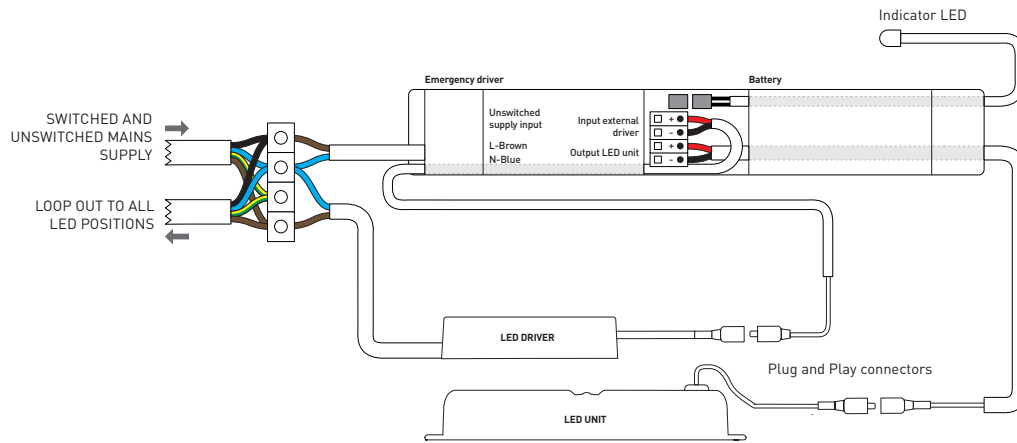 Indicator LED
Emergency driver
Battery
SWITCHED AND
UNSWITCHED MAINS
SUPPLY
Unswitched
supply input
L-Brown
N-Blue
Input external
driver
Output LED unit
+
-
+
-
LOOP OUT TO ALL
LED POSITIONS
LED DRIVER
Plug and Play connectors
LED UNIT